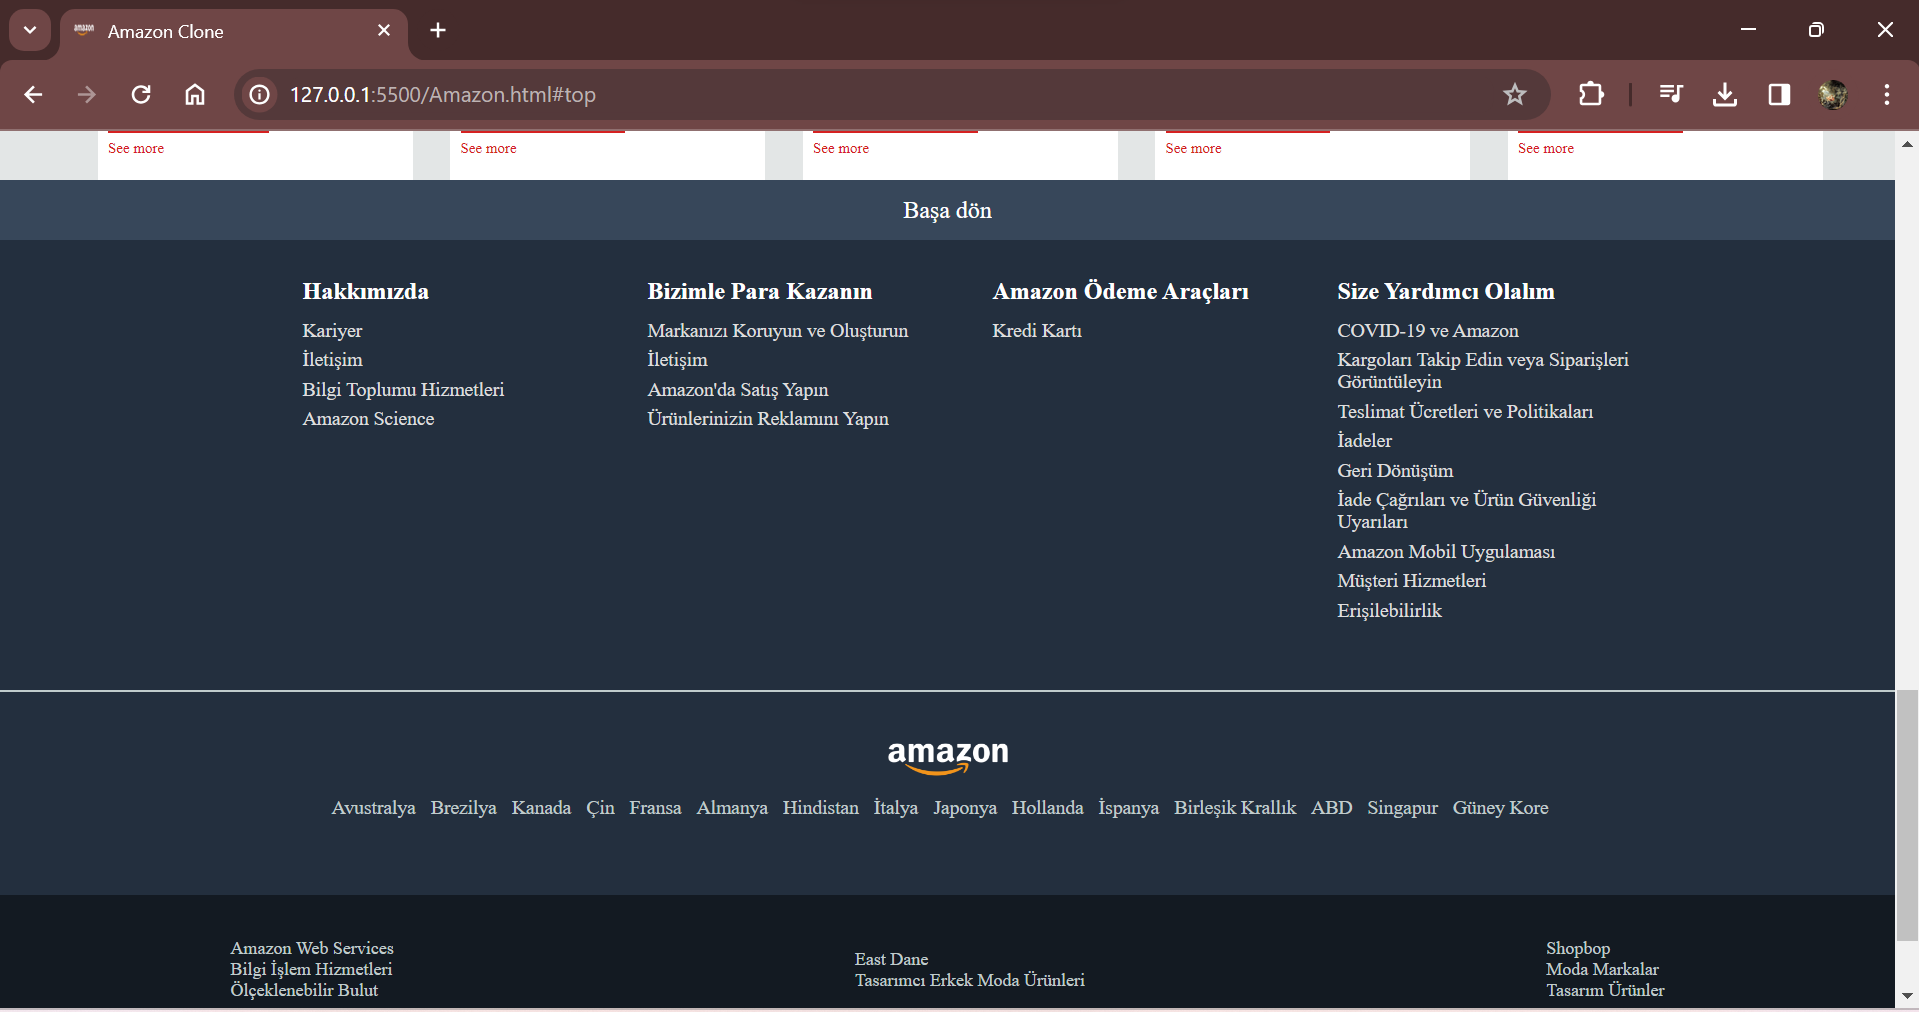 amazon
Amazon Clone
127.0.0.1:5500/Amazon.html#top
See more See more See more See more See more
Başa dön
Hakkımızda
Kariyer
İletişim
Bilgi Toplumu Hizmetleri
Amazon Science
Bizimle Para Kazanın
Markanızı Koruyun ve Oluşturun
İletişim
Amazon'da Satış Yapın
Ürünlerinizin Reklamını Yapın
Amazon Ödeme Araçları
Kredi Kartı
Size Yardımcı Olalım
COVID-19 ve Amazon
Kargoları Takip Edin veya Siparişleri
Görüntüleyin
Teslimat Ücretleri ve Politikaları
İadeler
Geri Dönüşüm
İade Çağrıları ve Ürün Güvenliği
Uyarıları
Amazon Mobil Uygulaması
Müşteri Hizmetleri
Erişilebilirlik
amazon
Avustralya Brezilya Kanada Çin Fransa Almanya Hindistan İtalya Japonya Hollanda İspanya Birleşik Krallık ABD Singapur Güney Kore
Amazon Web Services
Bilgi İşlem Hizmetleri
Ölçeklenebilir Bulut
East Dane
Tasarımcı Erkek Moda Ürünleri
Shopbop
Moda Markalar
Tasarım Ürünler